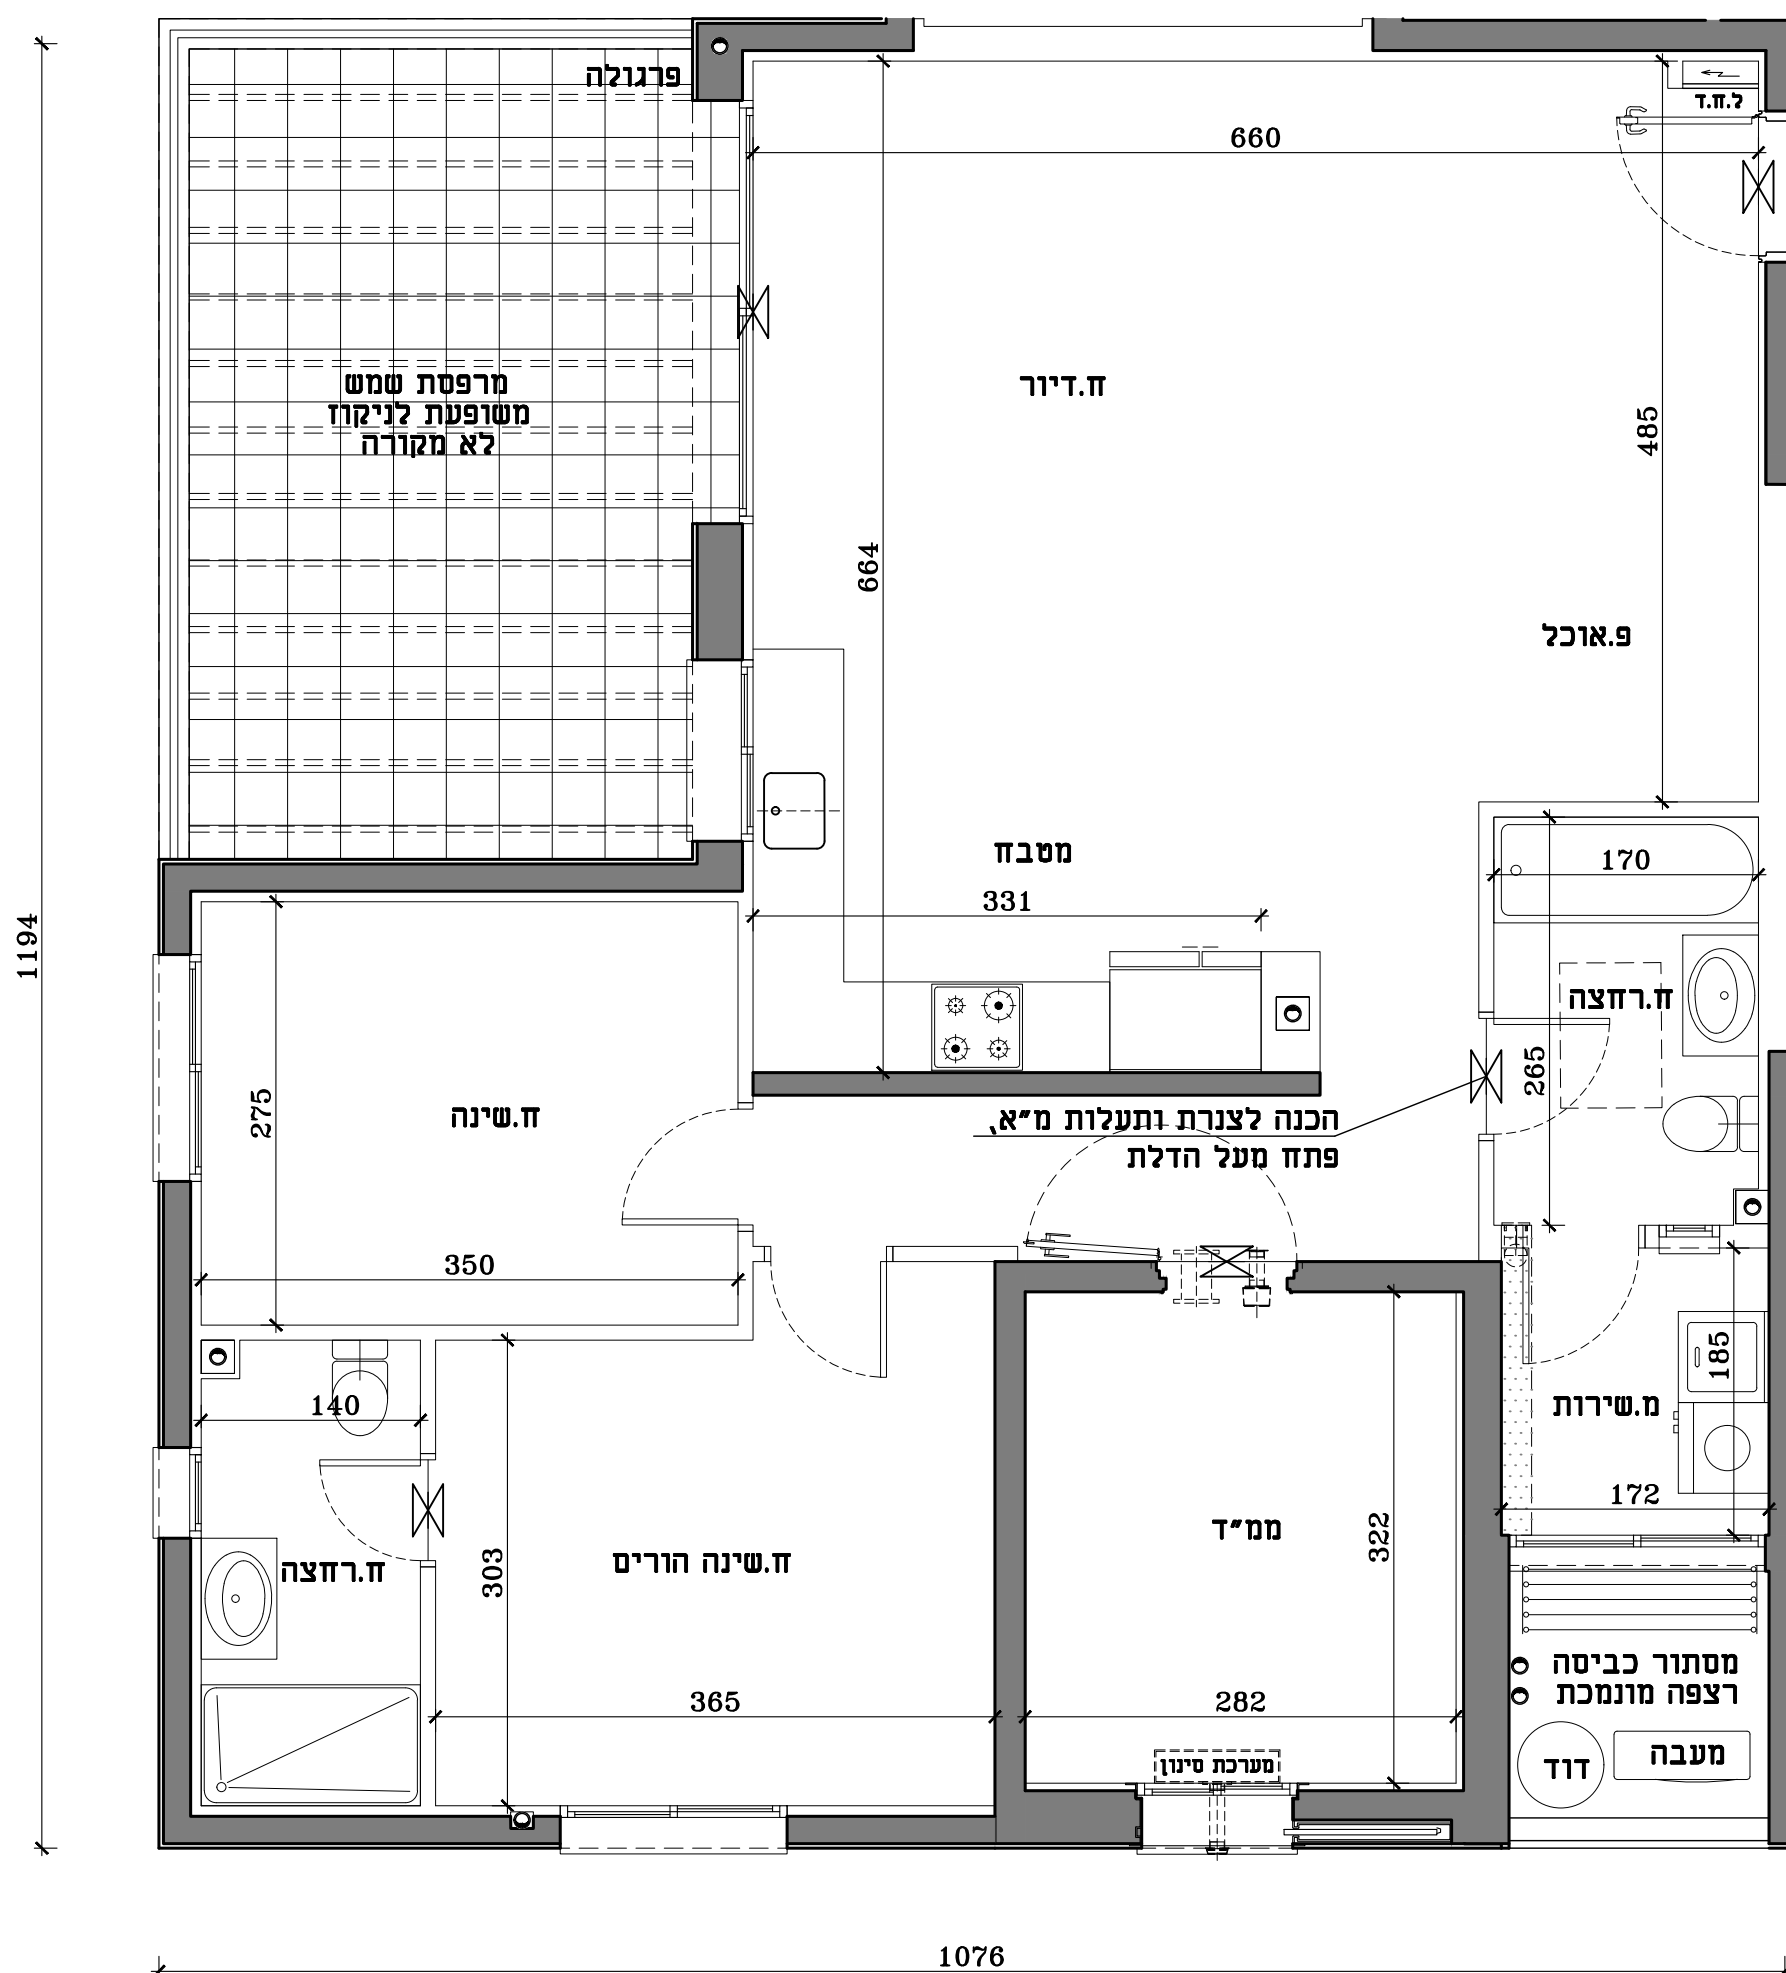 פרגולה
ל.ח.ד
660
מרפסת שמש
משופעת לניקוז
לא מקורה
ח.דיור
485
664
פ.אוכל
מטבח
331
170
1194
ח.רחצה
265
275
ח.שינה
הכנה לצנרת ותעלות מ״א,
פתח מעל הדלת
350
185
140
מ.שירות
172
303
ח.שינה הורים
ממ״ד
322
ח.רחצה
365
282
מסתור כביסה
רצפה מונמכת
מערכת סינון
דוד
מעבה
1076